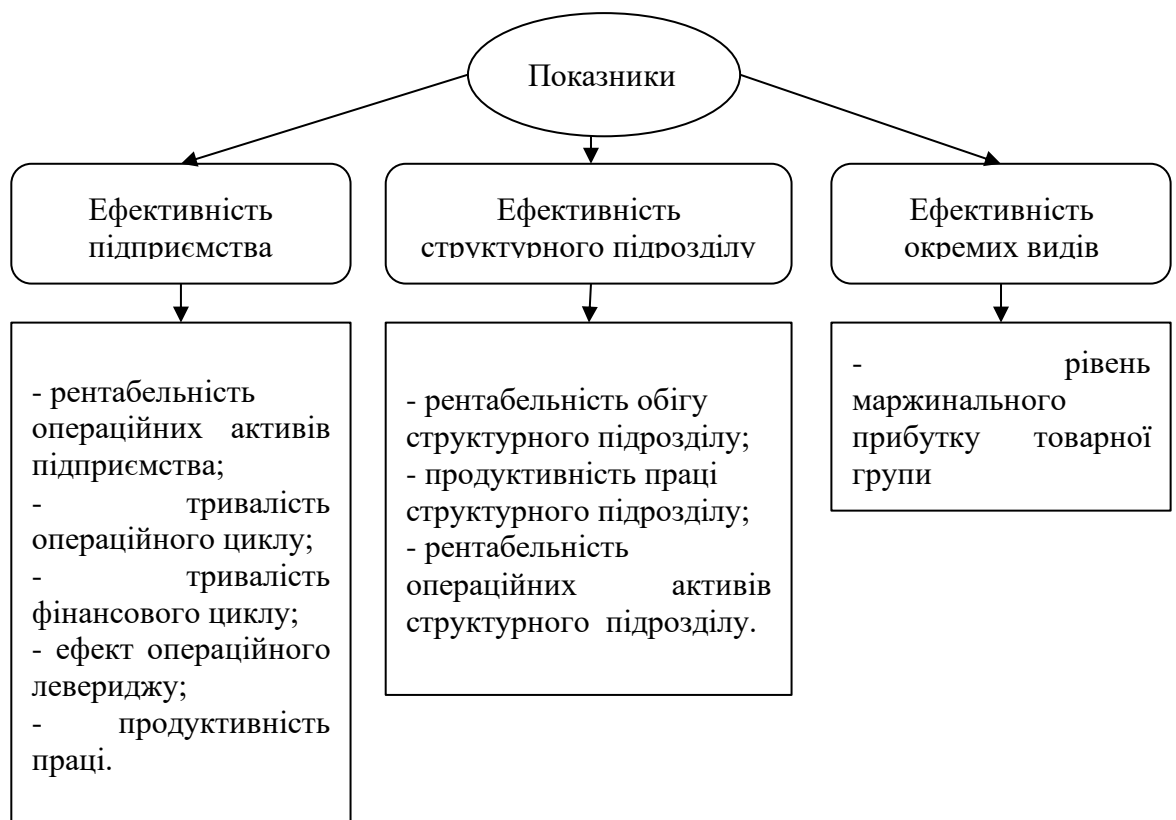 Показники
Ефективність
підприємства
Ефективність
структурного підрозділу
Ефективність
окремих видів
- рентабельність
операційних активів
підприємства;
- тривалість
операційного циклу;
- тривалість
фінансового циклу;
- ефект операційного
левериджу;
- продуктивність
праці.
- рентабельність обігу
структурного підрозділу;
- продуктивність праці
структурного підрозділу;
- рентабельність
операційних активів
структурного підрозділу.
- рівень
маржинального
прибутку товарної
групи